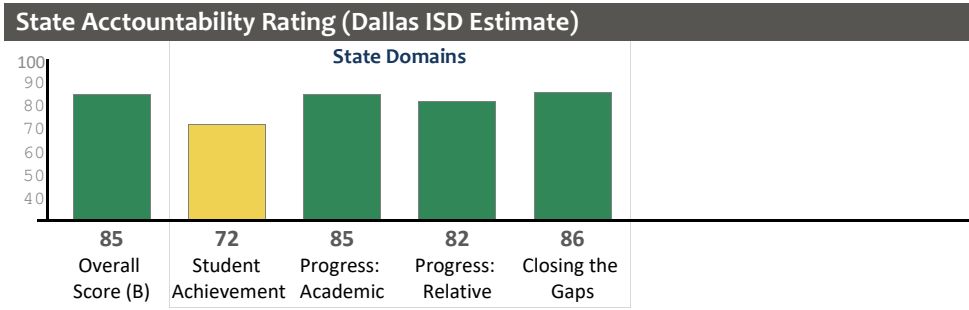 State Acctountability Rating (Dallas ISD Estimate)
State Domains
100
90
80
70
60
50
40
85 72 85 82 86
Overall Student Progress: Progress: Closing the
Score (B) Achievement Academic Relative Gaps